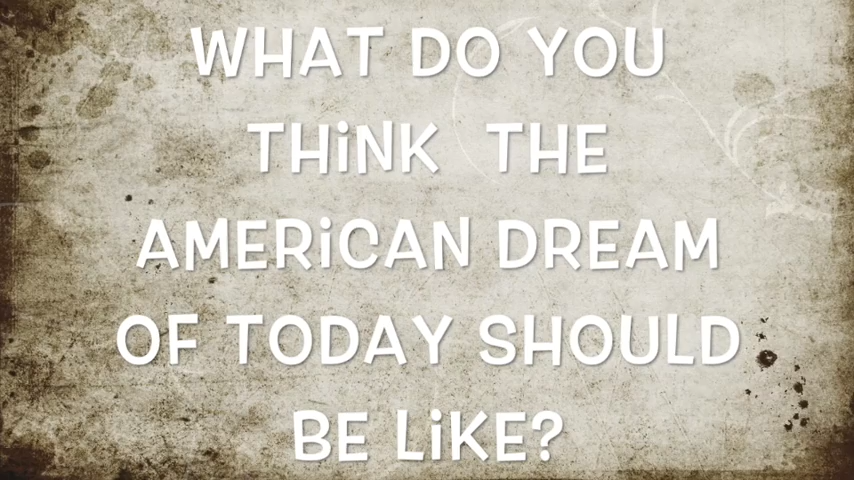 WHAT DO YOU
THiNK THE
AMERiCAN DREAM
OF TODAY SHOULD
BE LiKE?